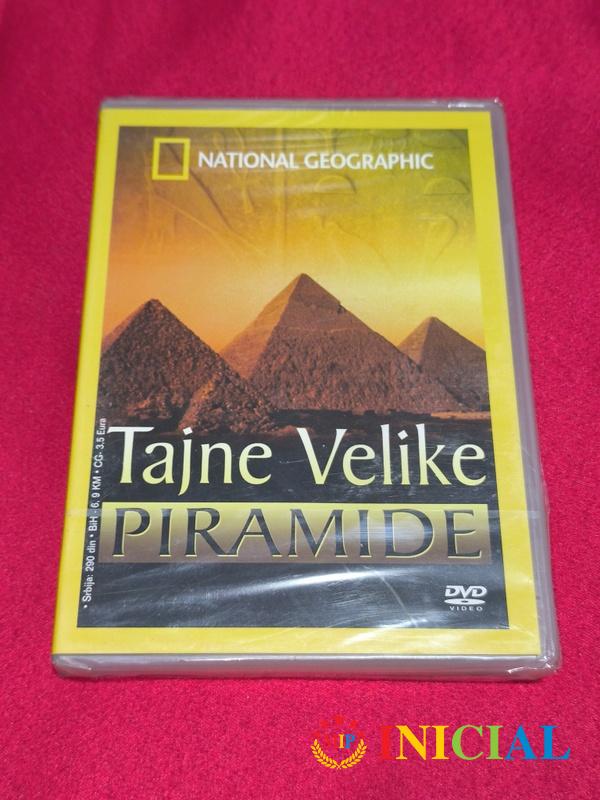 NATIONAL GEOGRAPHIC
Tajne Velike
PIRAMIDE
• Srbija: 290 din • BiH - 6, 9 KM • CG- 3.5 Eura
DVD
VIDEO
IP
INICIAL